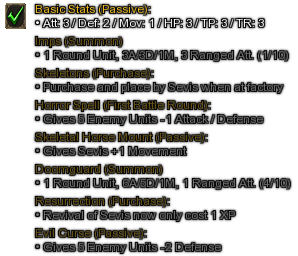 Basic Stats (Passive):
• Att: 3 / Def: 2 / Mov: 1 / HP: 3 / TP: 3 / TR: 3
Imps (Summon)
• 1 Round Unit, 3A/3D/1M, 3 Ranged Att. (1/10)
Skeletons (Purchase):
• Purchase and place by Sevis when at factory
Horror Spell (First Battle Round):
• Gives 5 Enemy Units -1 Attack / Defense
Skeletal Horse Mount (Passive):
• Gives Sevis +1 Movement
Doomguard (Summon)
• 1 Round Unit, 0A/3D/1M, 1 Ranged Att. (4/10)
Resurrection (Purchase):
• Revival of Sevis now only cost 1 XP
Evil Curse (Passive):
• Gives 5 Enemy Units -2 Defense